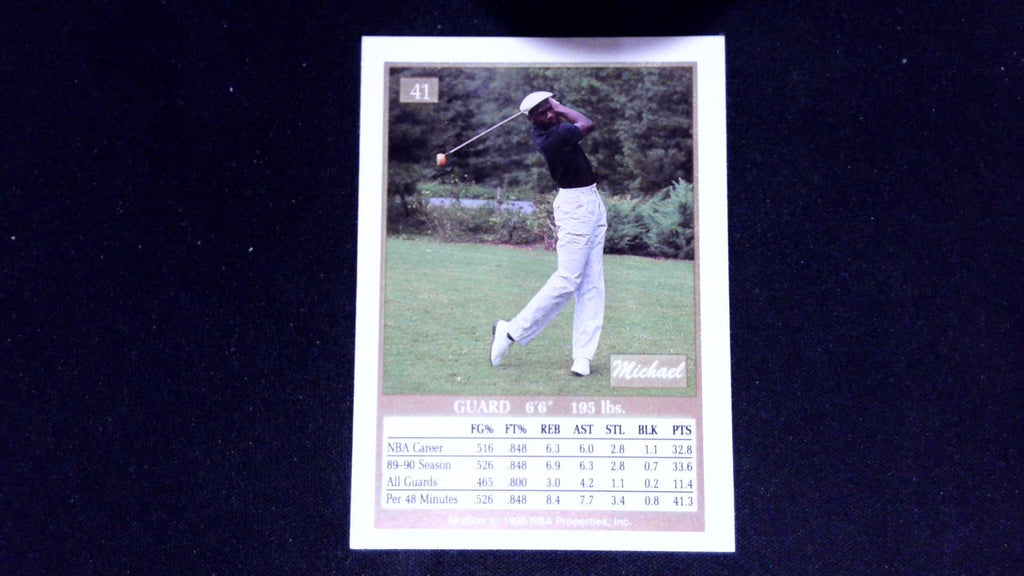 41
Michael
GUARD 6'6" 195 lbs.
FG% FT% REB AST STL BLK PTS
NBA Career .516 .848 6.3 6.0 2.8 1.1 32.8
89–90 Season .526 .848 6.9 6.3 2.8 0.7 33.6
All Guards .465 .800 3.0 4.2 1.1 0.2 11.4
Per 48 Minutes .526 .848 8.4 7.7 3.4 0.8 41.3
SkyBox © 1990 NBA Properties, Inc.